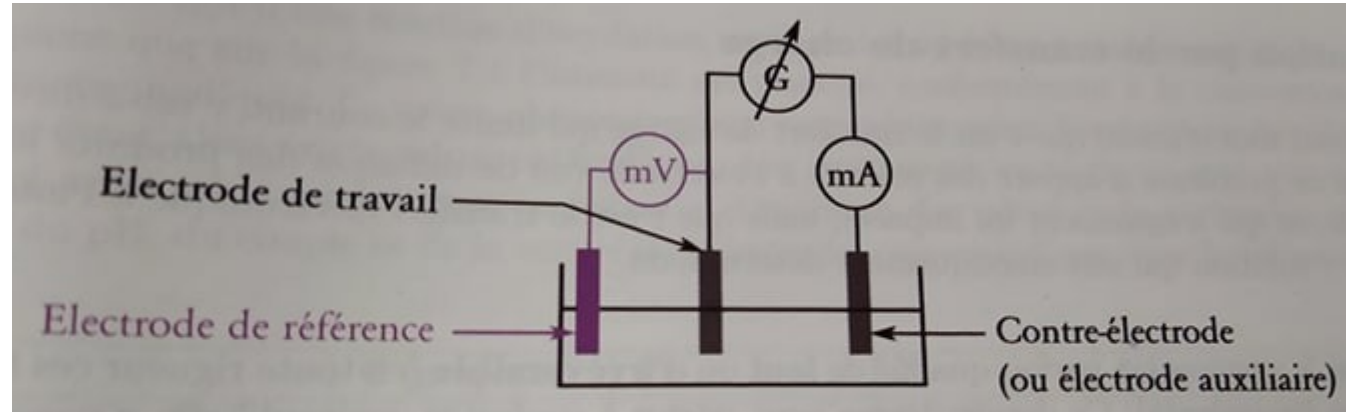 G
mV
mA
Electrode de travail
Electrode de référence
Contre-électrode
(ou électrode auxiliaire)